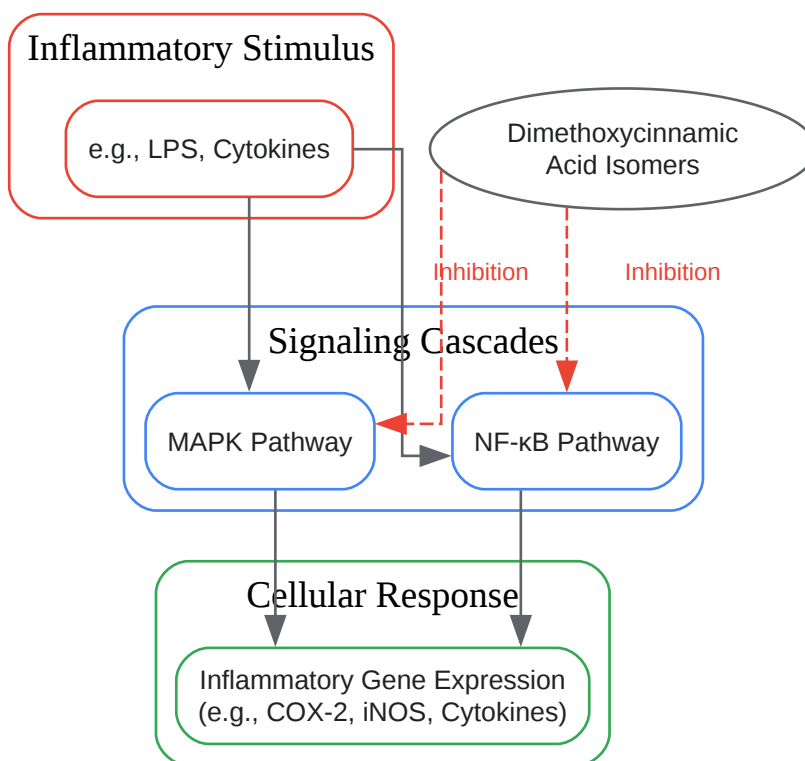 Inflammatory Stimulus
e.g., LPS, Cytokines
Dimethoxycinnamic
Acid Isomers
Inhibition
Inhibition
Signaling Cascades
MAPK Pathway
NF-κB Pathway
Cellular Response
Inflammatory Gene Expression
(e.g., COX-2, iNOS, Cytokines)